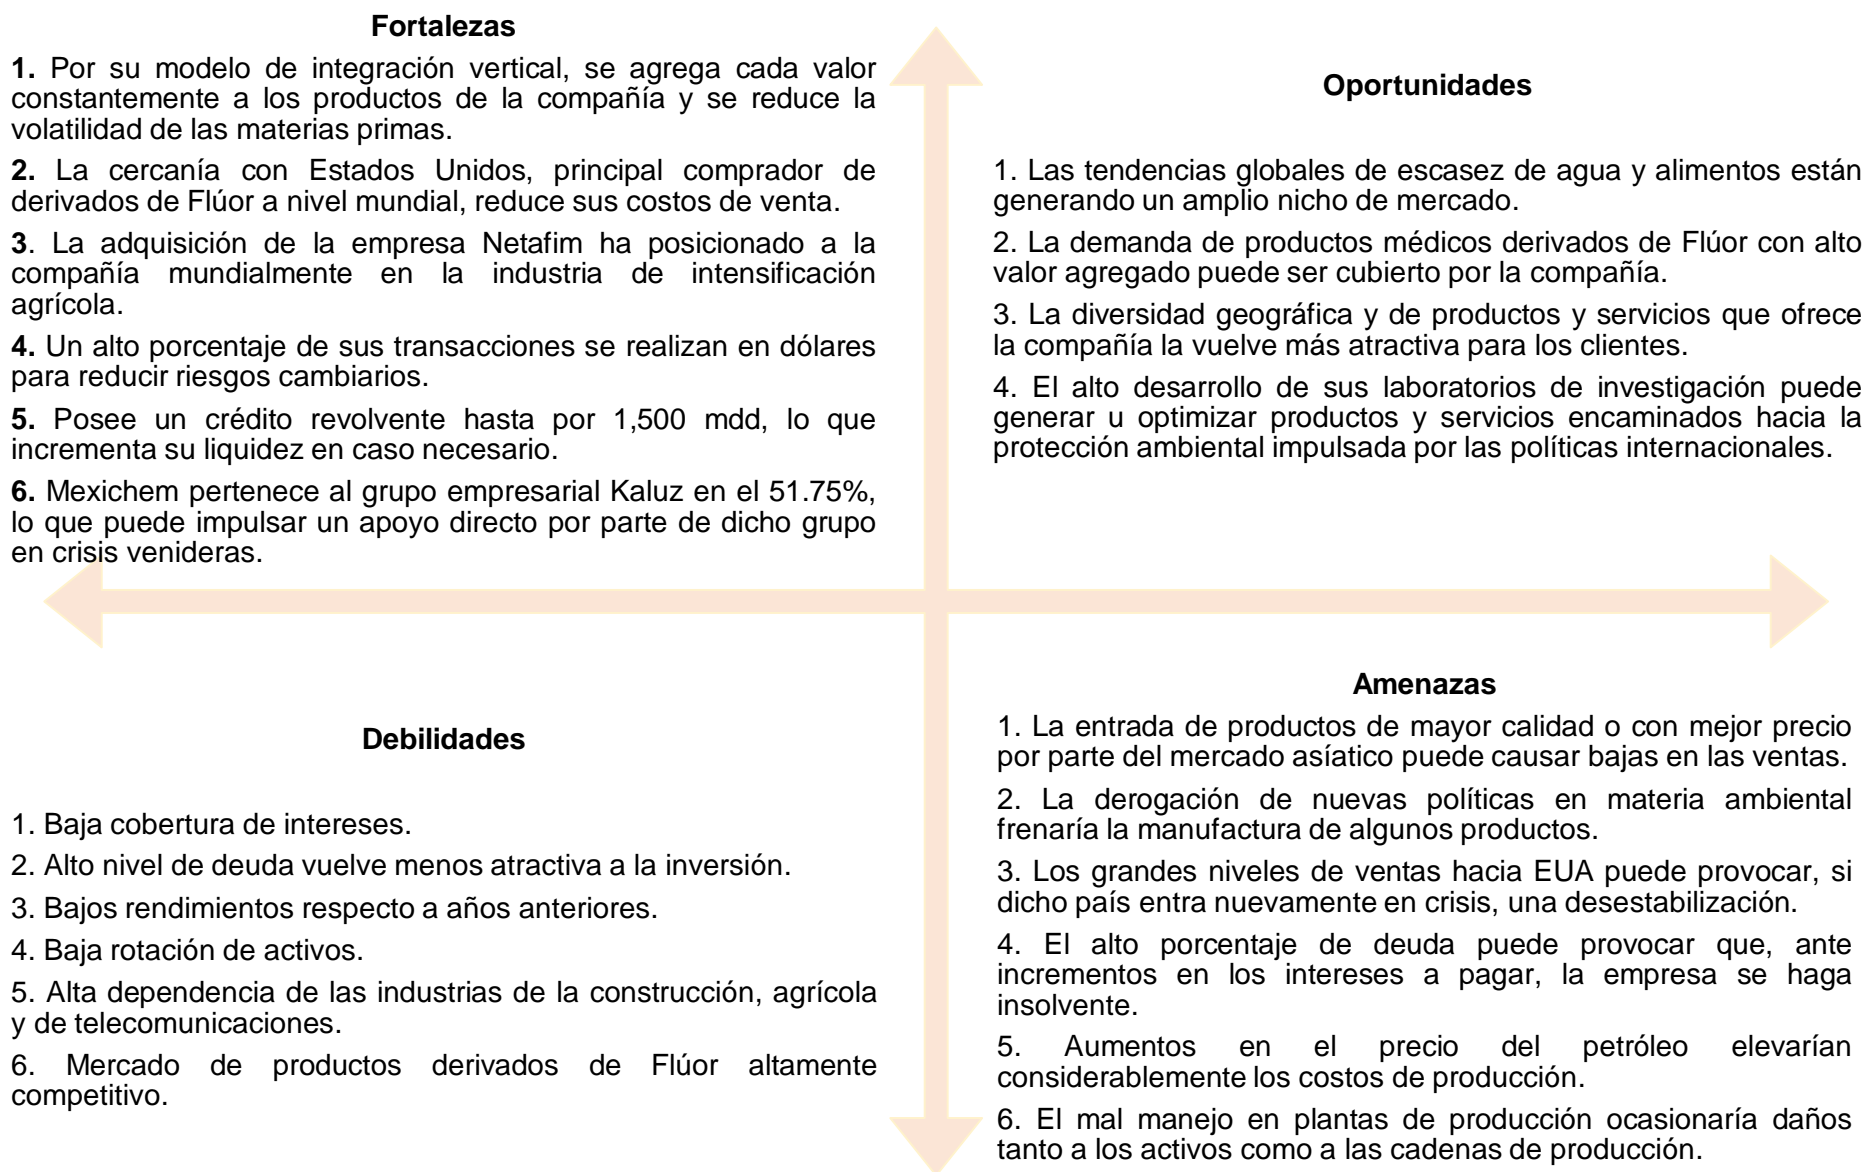 Fortalezas
1. Por su modelo de integración vertical, se agrega cada valor
constantemente a los productos de la compañía y se reduce la
volatilidad de las materias primas.
2. La cercanía con Estados Unidos, principal comprador de
derivados de Flúor a nivel mundial, reduce sus costos de venta.
3. La adquisición de la empresa Netafim ha posicionado a la
compañía mundialmente en la industria de intensificación
agrícola.
4. Un alto porcentaje de sus transacciones se realizan en dólares
para reducir riesgos cambiarios.
5. Posee un crédito revolvente hasta por 1,500 mdd, lo que
incrementa su liquidez en caso necesario.
6. Mexichem pertenece al grupo empresarial Kaluz en el 51.75%,
lo que puede impulsar un apoyo directo por parte de dicho grupo
en crisis venideras.
Oportunidades
1. Las tendencias globales de escasez de agua y alimentos están
generando un amplio nicho de mercado.
2. La demanda de productos médicos derivados de Flúor con alto
valor agregado puede ser cubierto por la compañía.
3. La diversidad geográfica y de productos y servicios que ofrece
la compañía la vuelve más atractiva para los clientes.
4. El alto desarrollo de sus laboratorios de investigación puede
generar u optimizar productos y servicios encaminados hacia la
protección ambiental impulsada por las políticas internacionales.
Debilidades
1. Baja cobertura de intereses.
2. Alto nivel de deuda vuelve menos atractiva a la inversión.
3. Bajos rendimientos respecto a años anteriores.
4. Baja rotación de activos.
5. Alta dependencia de las industrias de la construcción, agrícola
y de telecomunicaciones.
6. Mercado de productos derivados de Flúor altamente
competitivo.
Amenazas
1. La entrada de productos de mayor calidad o con mejor precio
por parte del mercado asíatico puede causar bajas en las ventas.
2. La derogación de nuevas políticas en materia ambiental
frenaría la manufactura de algunos productos.
3. Los grandes niveles de ventas hacia EUA puede provocar, si
dicho país entra nuevamente en crisis, una desestabilización.
4. El alto porcentaje de deuda puede provocar que, ante
incrementos en los intereses a pagar, la empresa se haga
insolvente.
5. Aumentos en el precio del petróleo elevarían
considerablemente los costos de producción.
6. El mal manejo en plantas de producción ocasionaría daños
tanto a los activos como a las cadenas de producción.